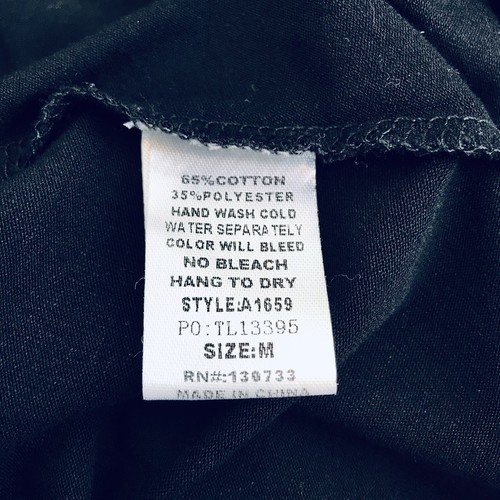 65%COTTON
35%POLYESTER
HAND WASH COLD
WATER SEPARATELY
COLOR WILL BLEED
NO BLEACH
HANG TO DRY
STYLE:A1659
PO:TL13395
SIZE:M
RN#:130733
MADE IN CHINA